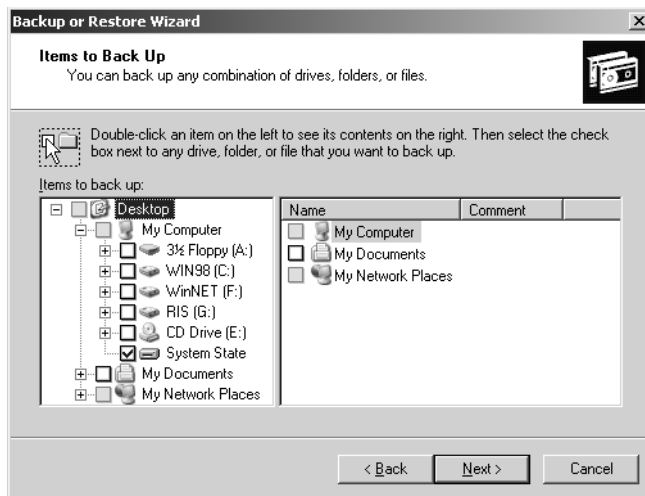 Backup or Restore Wizard
Items to Back Up
You can back up any combination of drives, folders, or files.
Double-click an item on the left to see its contents on the right. Then select the check
box next to any drive, folder, or file that you want to back up.
Items to back up:
Desktop
My Computer
3½ Floppy (A:)
WIN98 (C:)
WinNET (F:)
RIS (G:)
CD Drive (E:)
System State
My Documents
My Network Places
Name Comment
My Computer
My Documents
My Network Places
< Back Next > Cancel